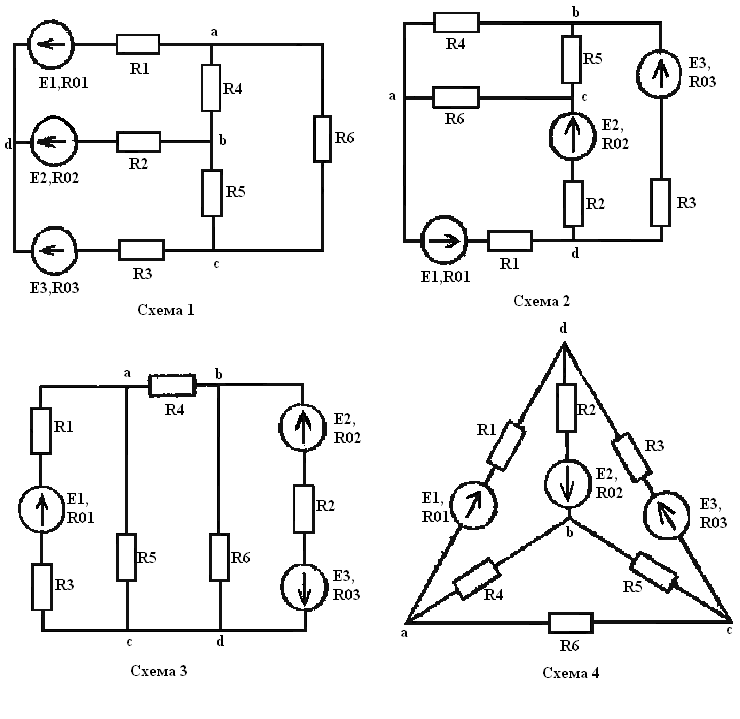 a
E1,R01
R1
R4
d
E2,R02
R2
b
R6
R5
E3,R03
R3
c
Схема 1
b
R4
R5
E3,
R03
a
R6
c
E2,
R02
R2
R3
E1,R01
R1
d
Схема 2
a
b
R4
R1
E2,
R02
E1,
R01
R2
R3
R5
R6
E3,
R03
c
d
Схема 3
d
R1
R2
R3
E1,
R01
E2,
R02
E3,
R03
b
R4
R5
a
R6
c
Схема 4